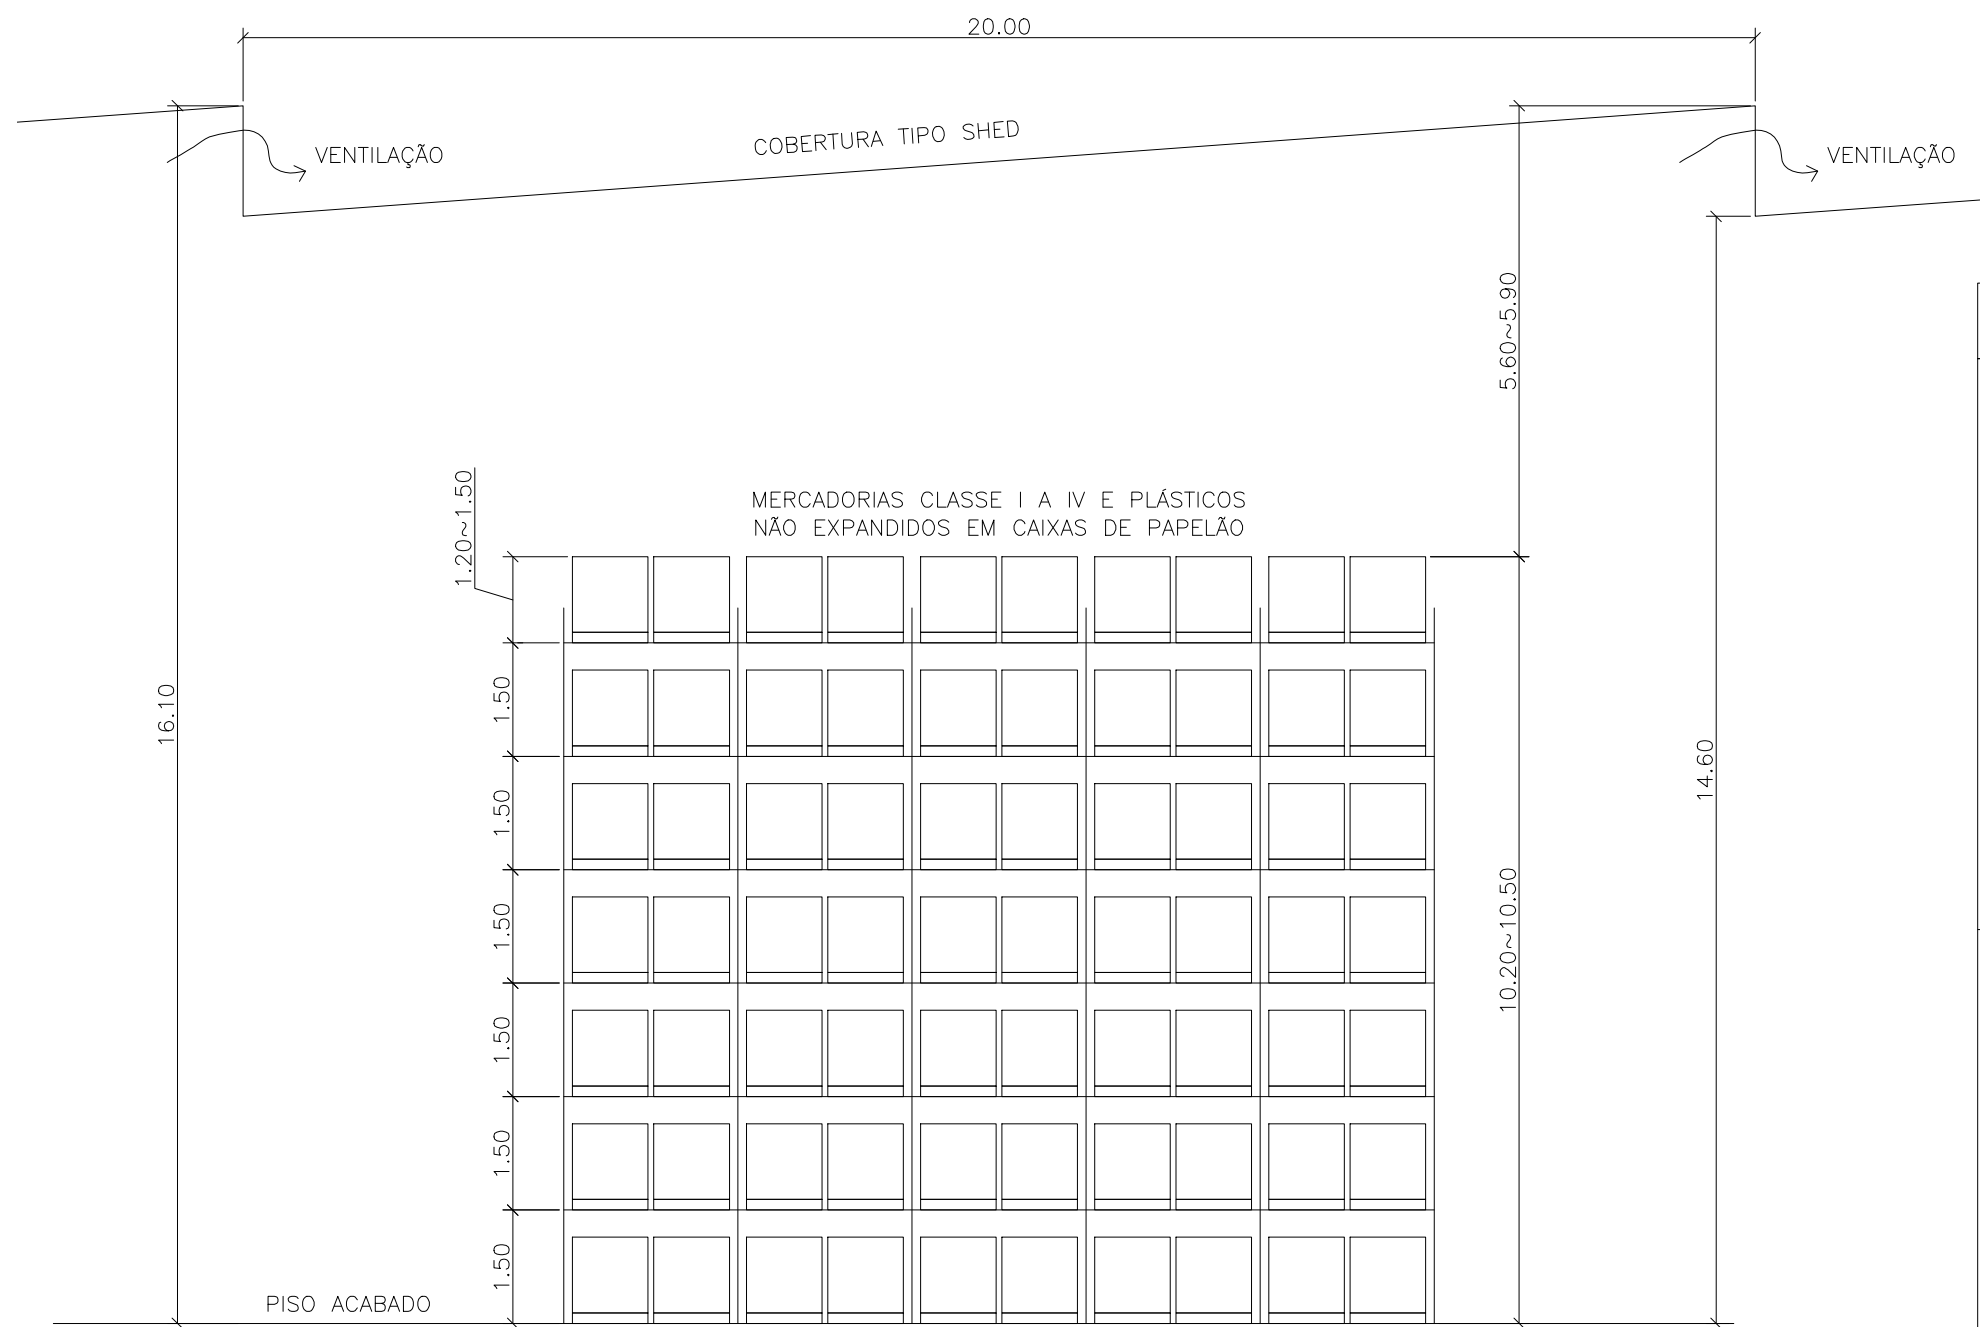 20.00
COBERTURA TIPO SHED
VENTILAÇÃO
VENTILAÇÃO
5.60~5.90
1.20~1.50
MERCADORIAS CLASSE I A IV E PLÁSTICOS
NÃO EXPANDIDOS EM CAIXAS DE PAPELÃO
16.10
1.50
14.60
1.50
1.50
10.20~10.50
1.50
1.50
1.50
PISO ACABADO